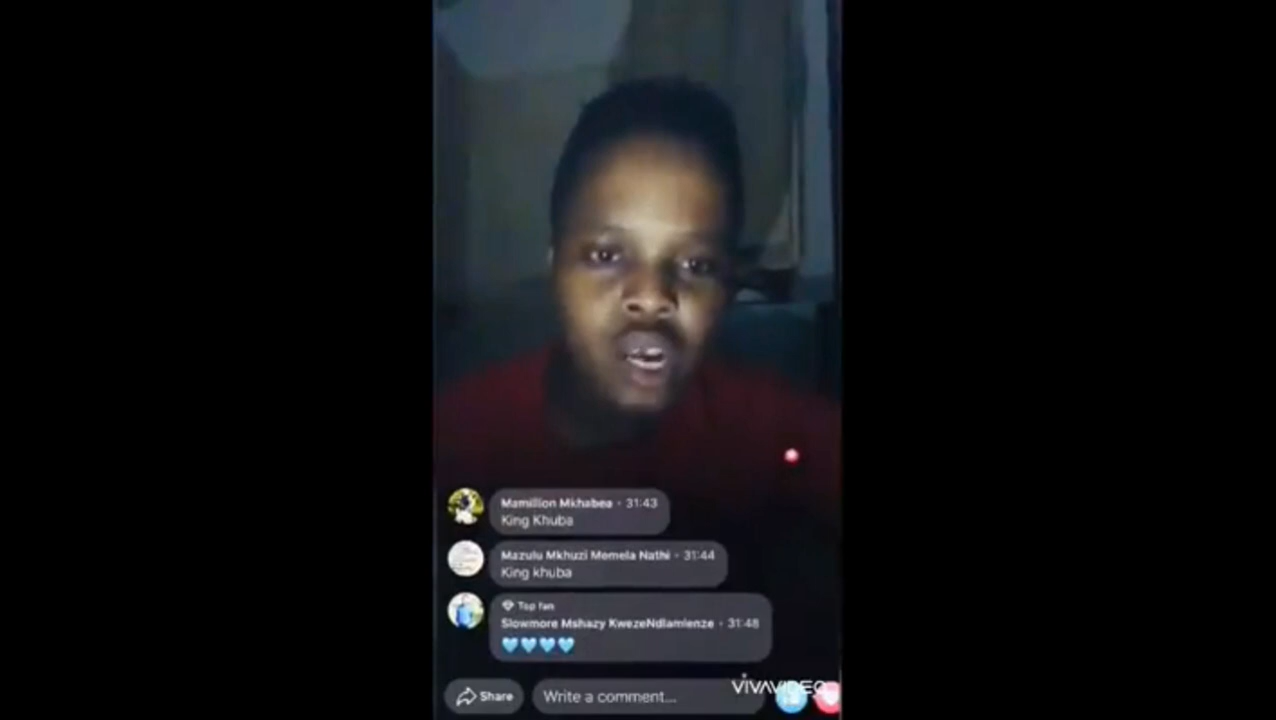 Mamillion Mkhabea · 31:43
King Khuba
Mazulu Mkhuzi Momela Nathi · 31:44
King khuba
Top fan
Slowmore Mshazy KwezeNdlamlenze · 31:48
Share
Write a comment...
VIVAVIDEO